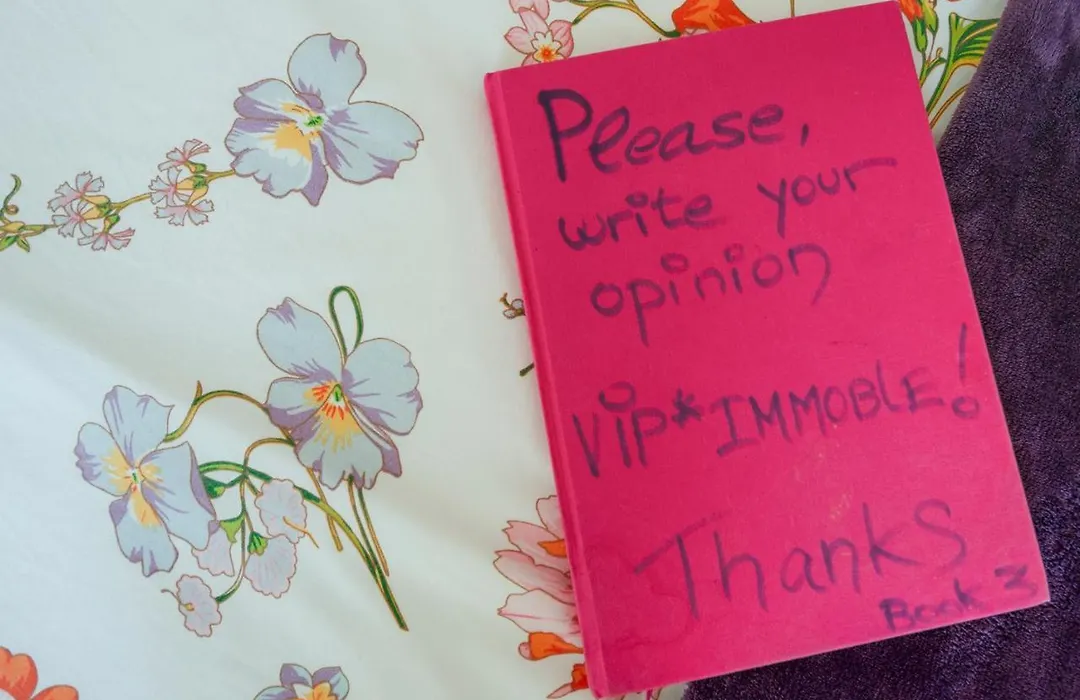 Please,
write your
opinion
ViP*IMMOBlE!
Thanks
Book 3